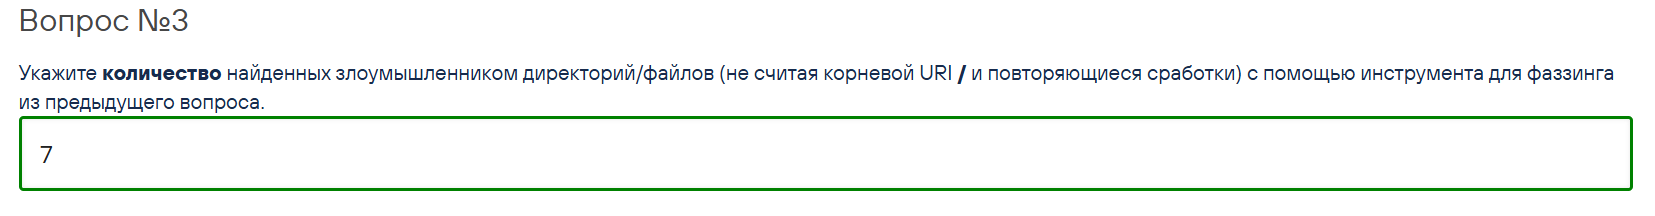 Вопрос №3
Укажите количество найденных злоумышленником директорий/файлов (не считая корневой URI / и повторяющиеся сработки) с помощью инструмента для фаззинга
из предыдущего вопроса.
7